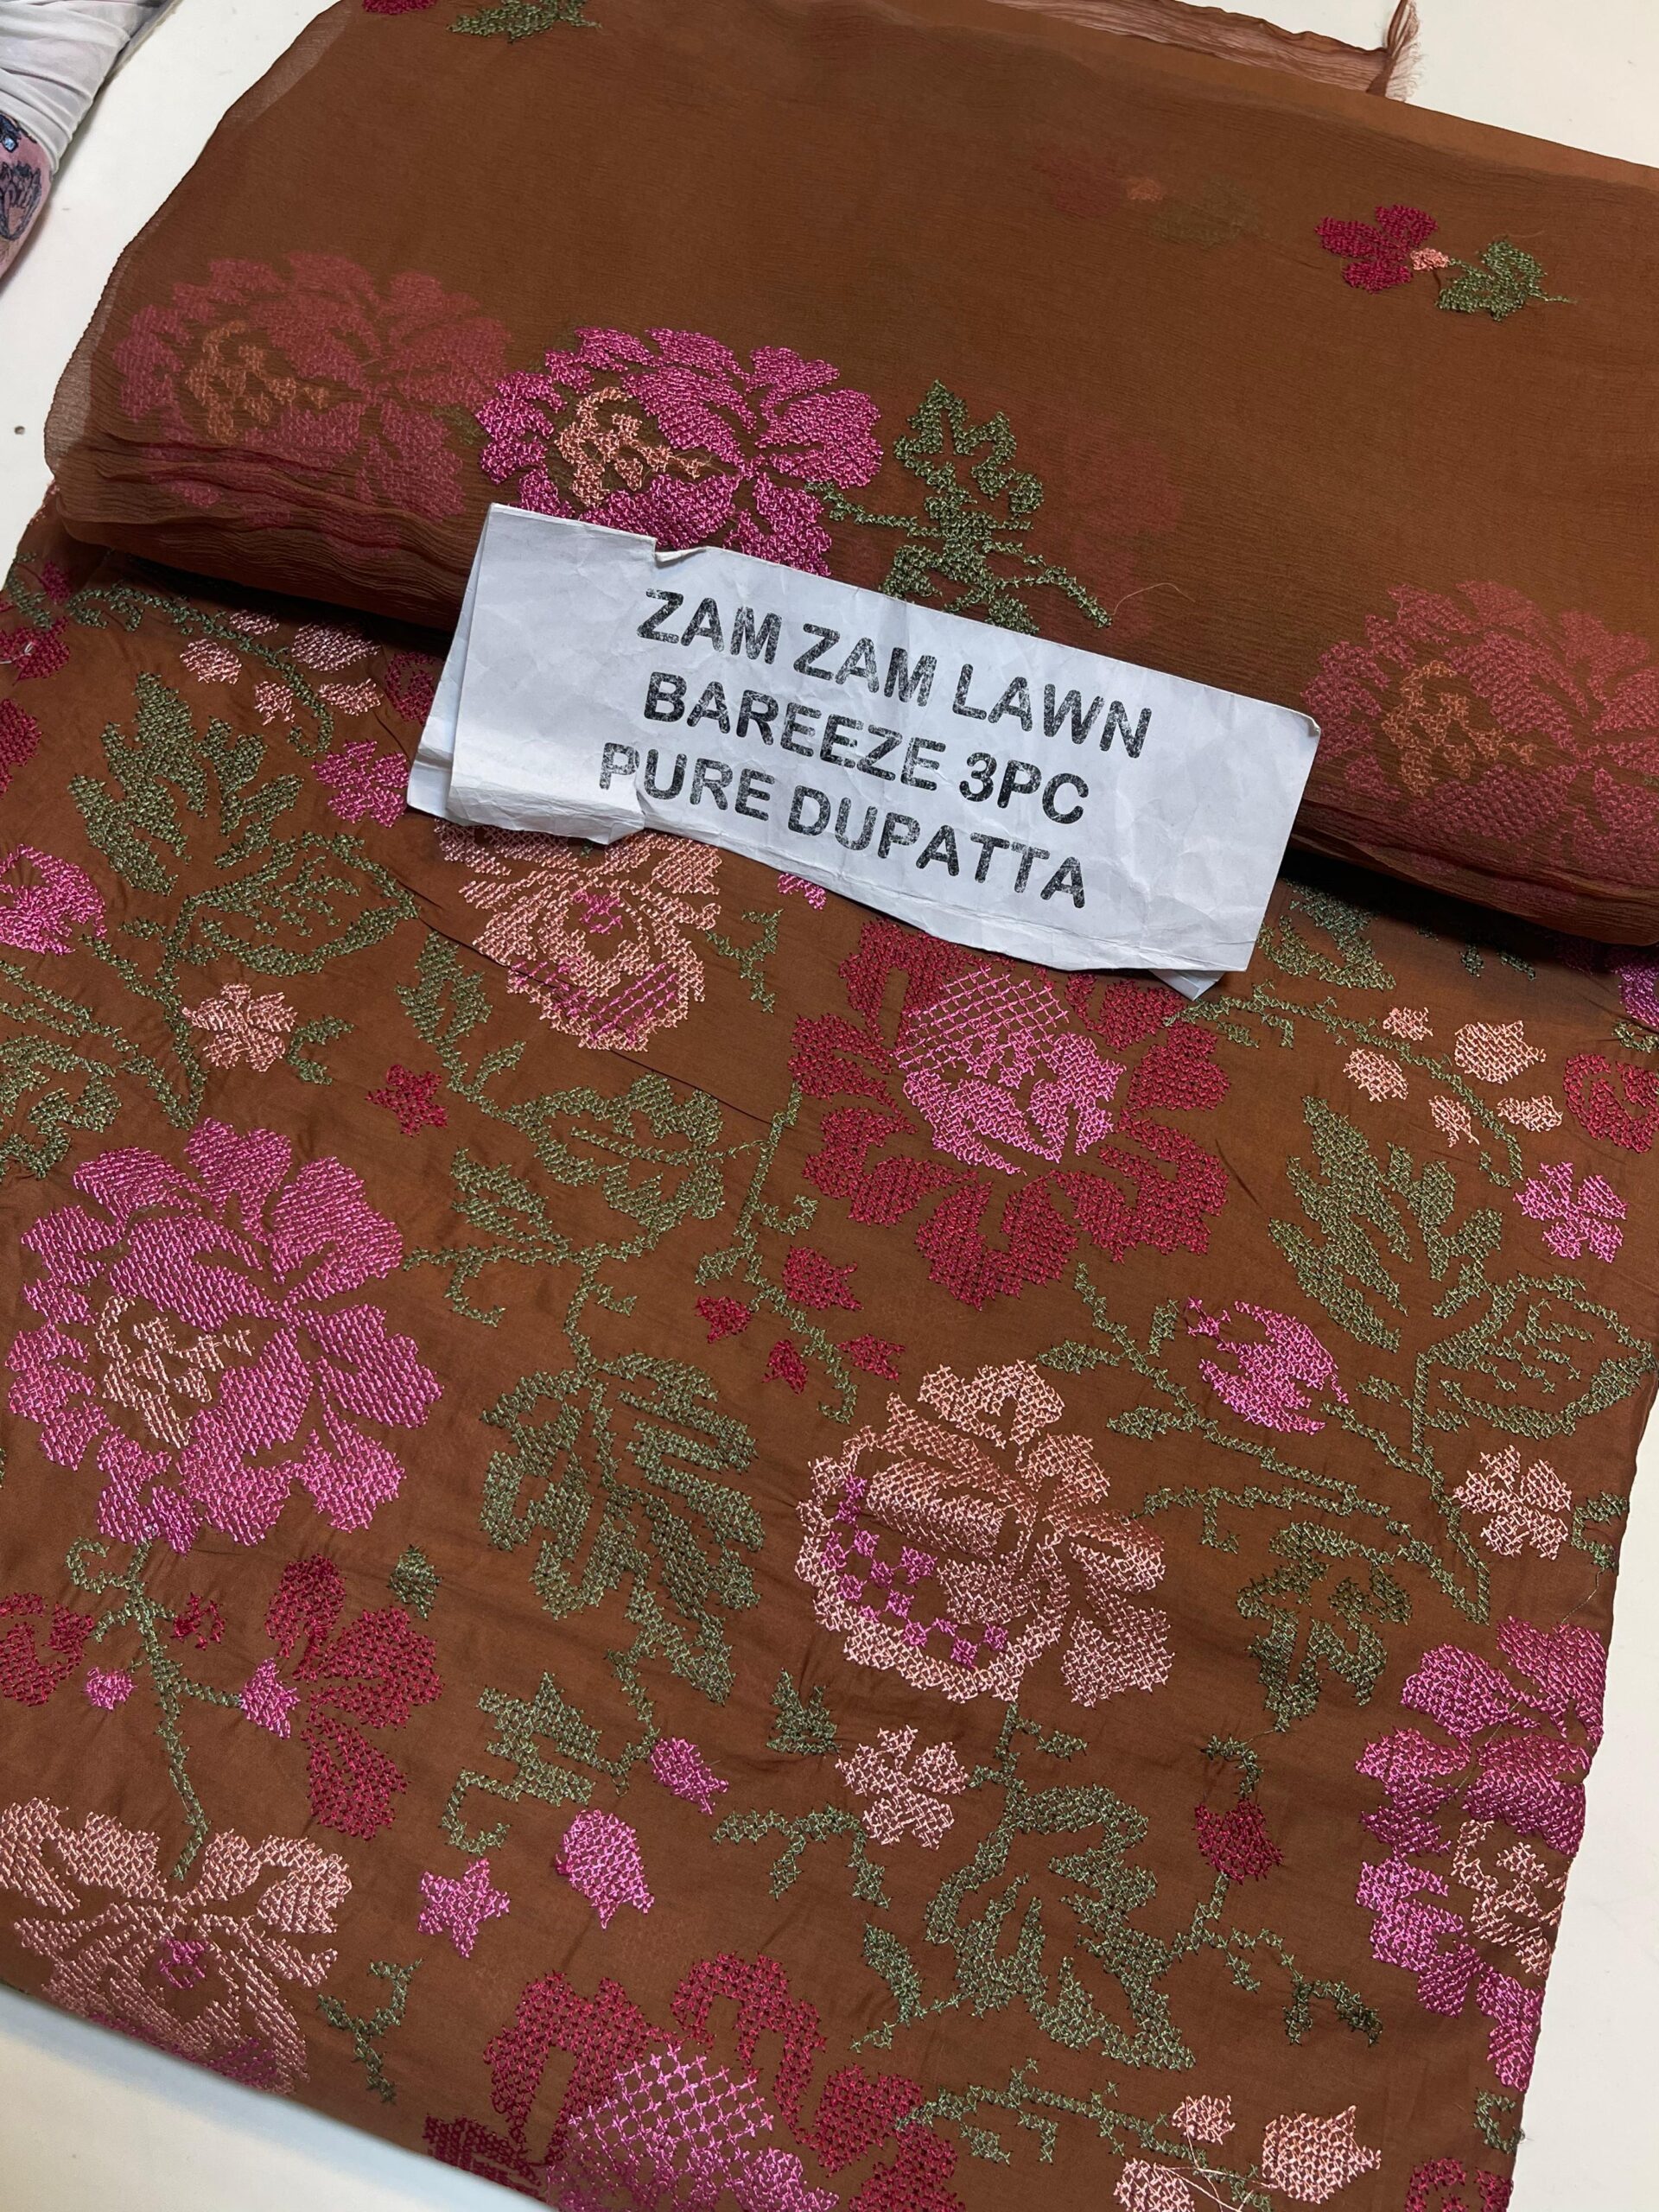 ZAM ZAM LAWN
BAREEZE 3PC
PURE DUPATTA